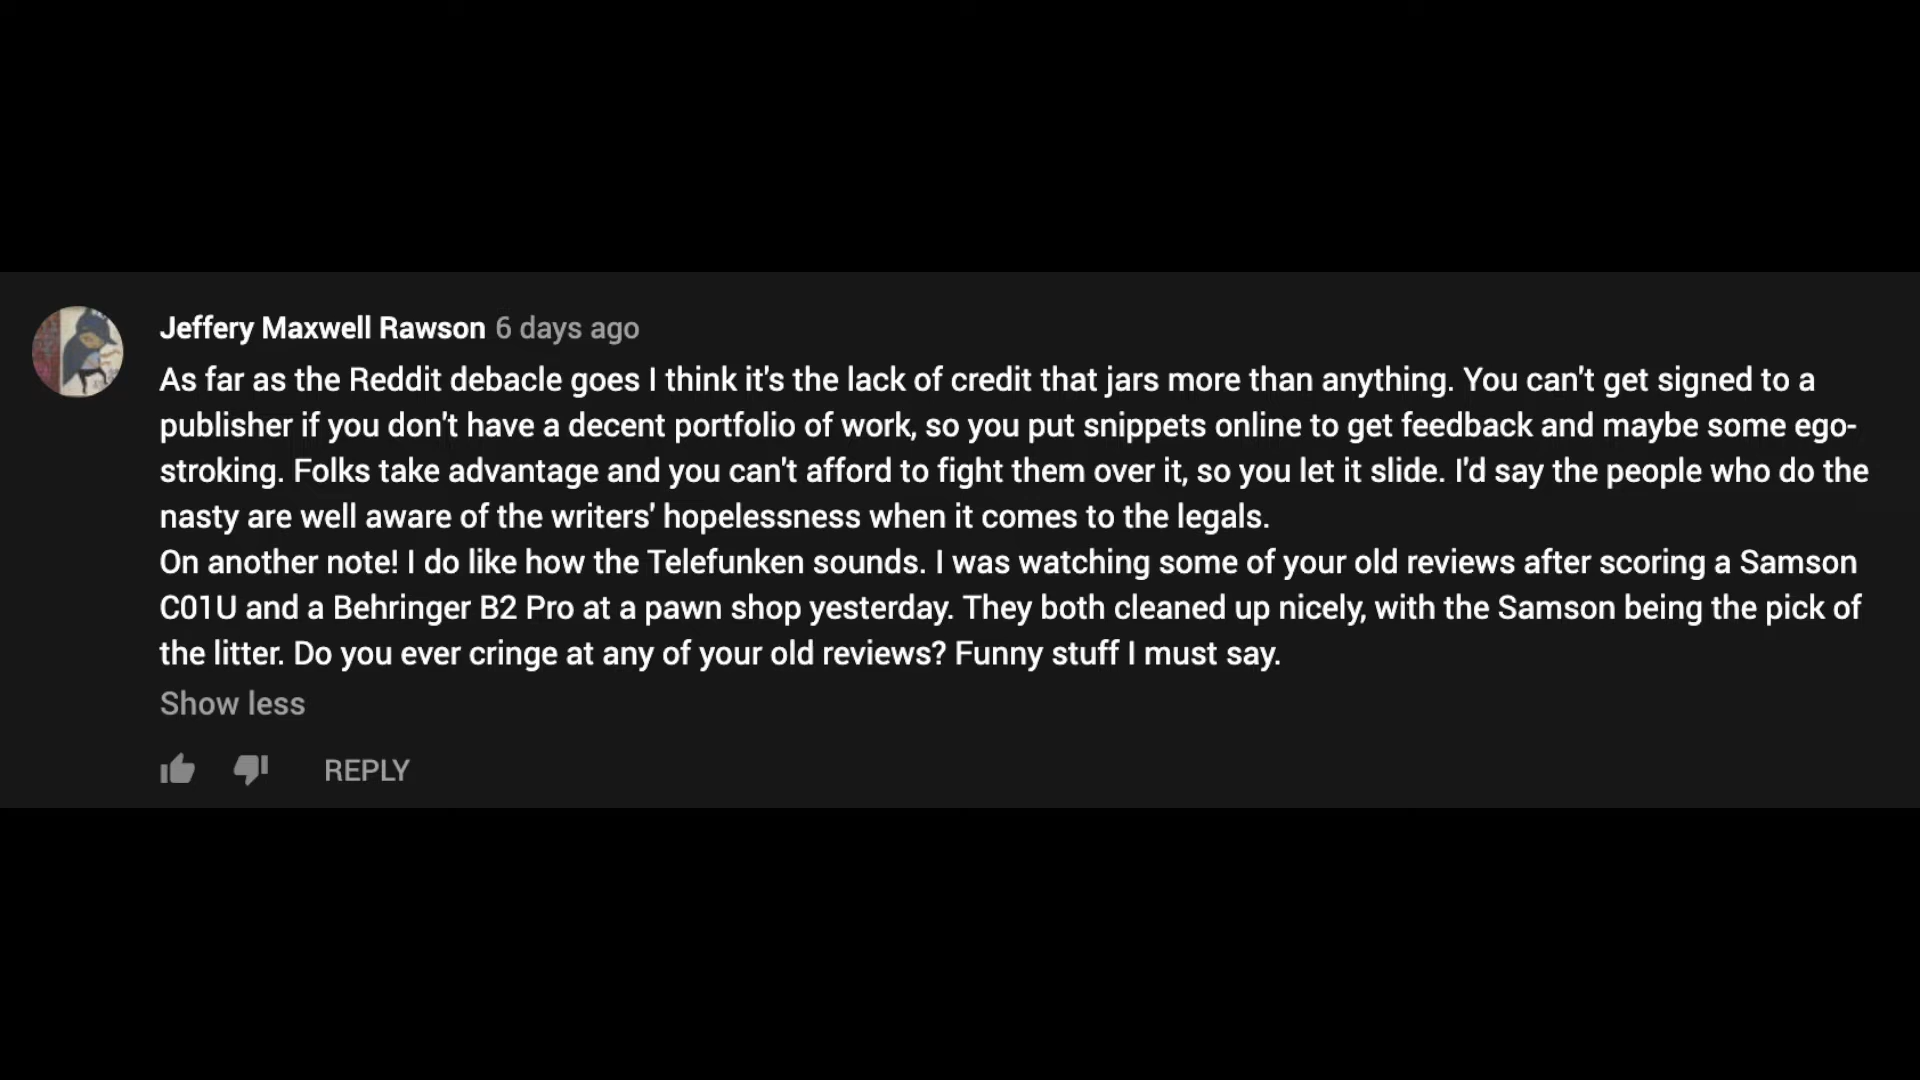 Jeffery Maxwell Rawson 6 days ago
As far as the Reddit debacle goes I think it's the lack of credit that jars more than anything. You can't get signed to a
publisher if you don't have a decent portfolio of work, so you put snippets online to get feedback and maybe some ego-
stroking. Folks take advantage and you can't afford to fight them over it, so you let it slide. I'd say the people who do the
nasty are well aware of the writers' hopelessness when it comes to the legals.
On another note! I do like how the Telefunken sounds. I was watching some of your old reviews after scoring a Samson
C01U and a Behringer B2 Pro at a pawn shop yesterday. They both cleaned up nicely, with the Samson being the pick of
the litter. Do you ever cringe at any of your old reviews? Funny stuff I must say.
Show less
REPLY